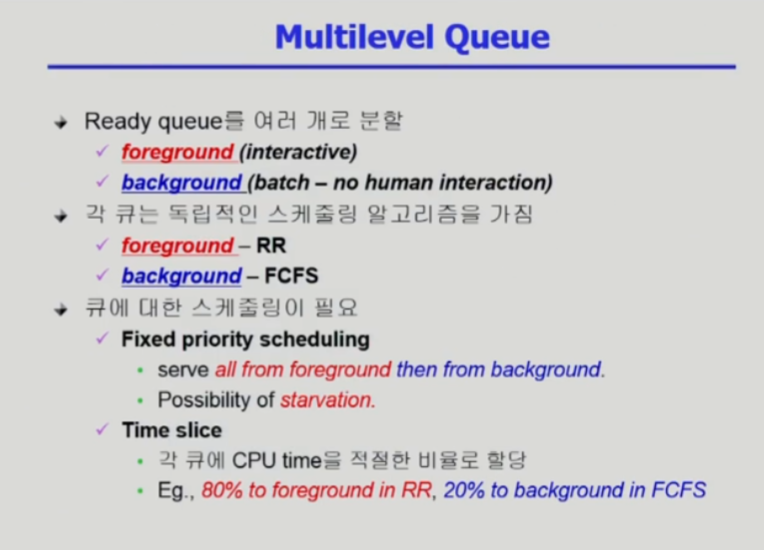 Multilevel Queue
Ready queue를 여러 개로 분할
foreground (interactive)
background (batch – no human interaction)
각 큐는 독립적인 스케줄링 알고리즘을 가짐
foreground – RR
background – FCFS
큐에 대한 스케줄링이 필요
Fixed priority scheduling
serve all from foreground then from background.
Possibility of starvation.
Time slice
각 큐에 CPU time을 적절한 비율로 할당
Eg., 80% to foreground in RR, 20% to background in FCFS